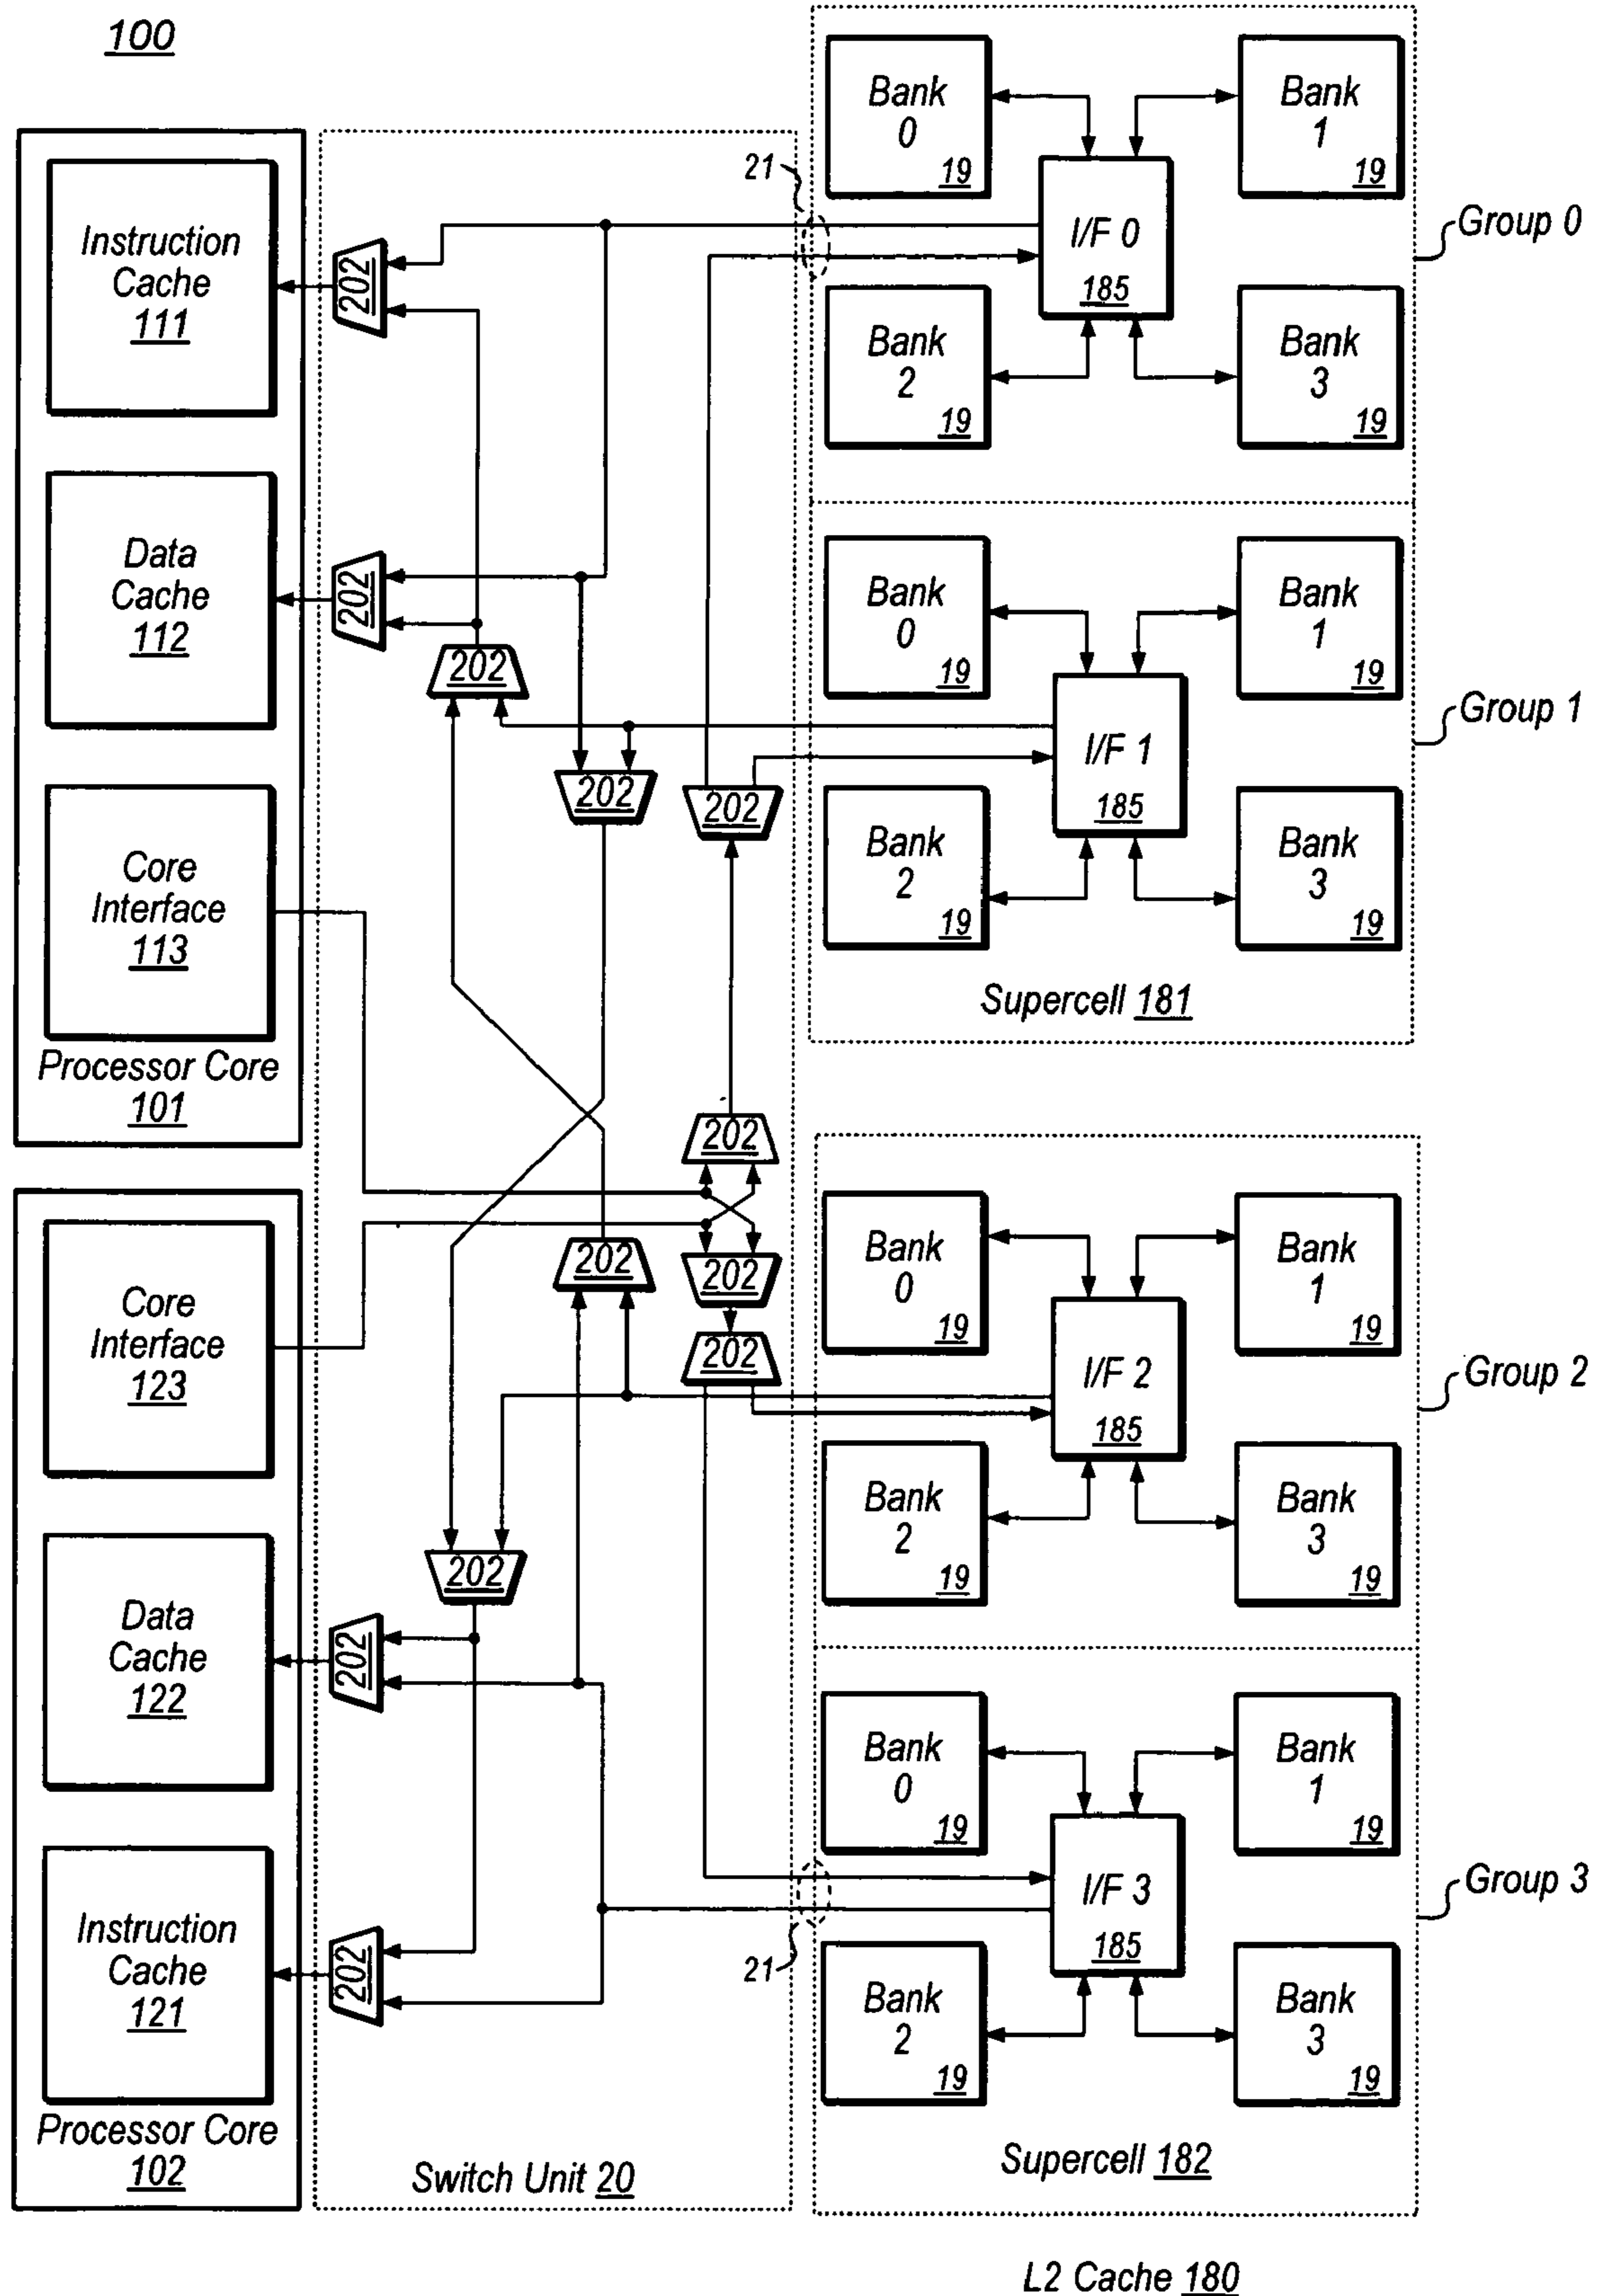 100
Instruction
Cache
111
Data
Cache
112
Core
Interface
113
Processor Core
101
Core
Interface
123
Data
Cache
122
Instruction
Cache
121
Processor Core
102
202
202
202
202
202
202
202
202
202
202
202
202
Switch Unit 20
21
21
Bank
0
19
Bank
1
19
I/F 0
185
Bank
2
19
Bank
3
19
Group 0
Bank
0
19
Bank
1
19
I/F 1
185
Bank
2
19
Bank
3
19
Group 1
Supercell 181
Bank
0
19
Bank
1
19
I/F 2
185
Bank
2
19
Bank
3
19
Group 2
Bank
0
19
Bank
1
19
I/F 3
185
Bank
2
19
Bank
3
19
Group 3
Supercell 182
L2 Cache 180